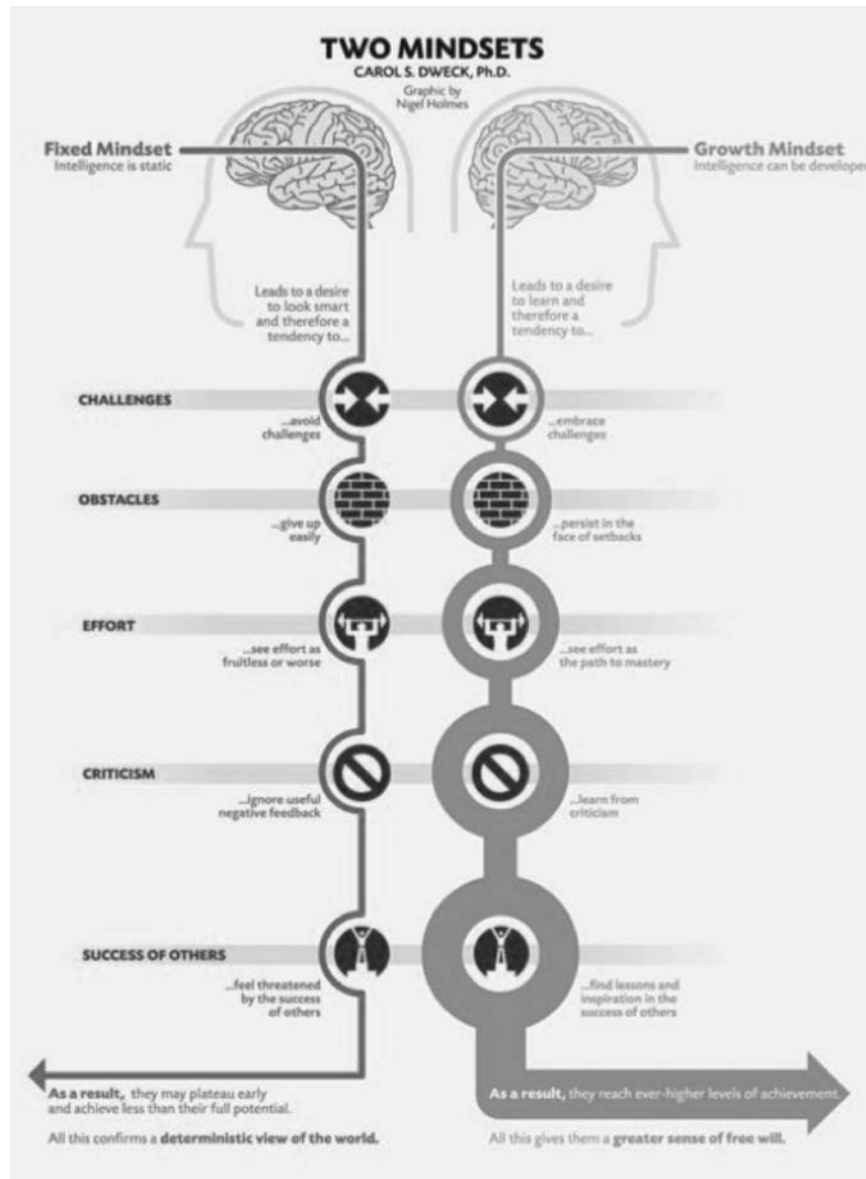 TWO MINDSETS
CAROL S. DWECK, Ph.D.
Graphic by
Nigel Holmes
Fixed Mindset
Intelligence is static
Growth Mindset
Intelligence can be develope
Leads to a desire
to look smart
and therefore a
tendency to...
Leads to a desire
to learn and
therefore a
tendency to...
CHALLENGES
...avoid
challenges
...embrace
challenges
OBSTACLES
...give up
easily
...persist in the
face of setbacks
EFFORT
...see effort as
fruitless or worse
...see effort as
the path to mastery
CRITICISM
...ignore useful
negative feedback
...learn from
criticism
SUCCESS OF OTHERS
...feel threatened
by the success
of others
...find lessons and
inspiration in the
success of others
As a result, they may plateau early
and achieve less than their full potential.
All this confirms a deterministic view of the world.
As a result, they reach ever-higher levels of achievement.
All this gives them a greater sense of free will.